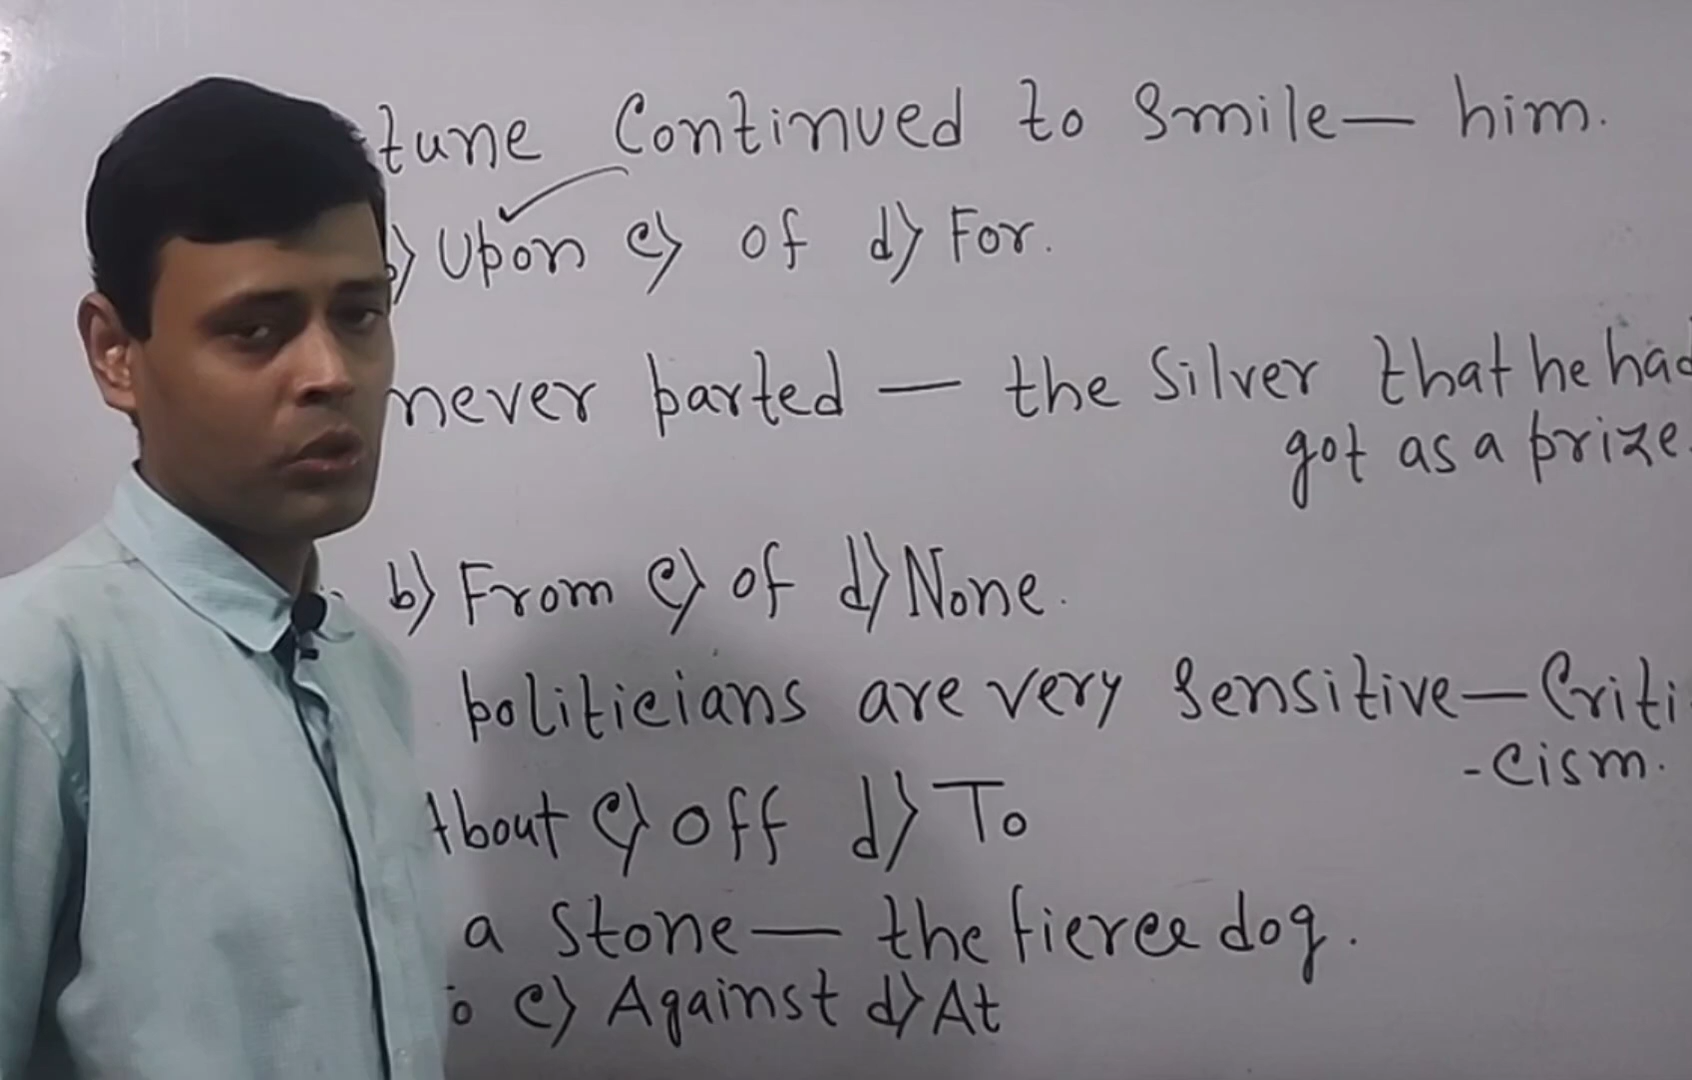 tune Continued to Smile— him.
b) Upon c) of d) For.
never parted — the Silver that he had
got as a prize.
b) From c) of d) None.
politicians are very Sensitive— Criti
-cism.
About c) off d) To
a stone— the fierce dog.
o c) Against d) At